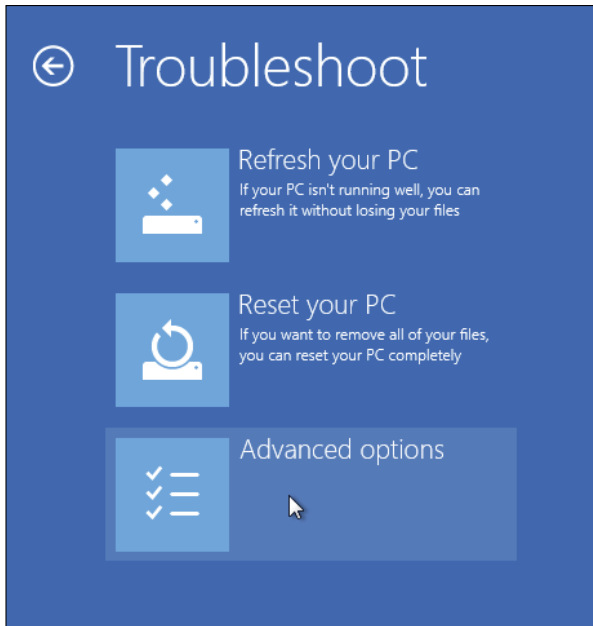 Troubleshoot
Refresh your PC
If your PC isn't running well, you can
refresh it without losing your files
Reset your PC
If you want to remove all of your files,
you can reset your PC completely
Advanced options